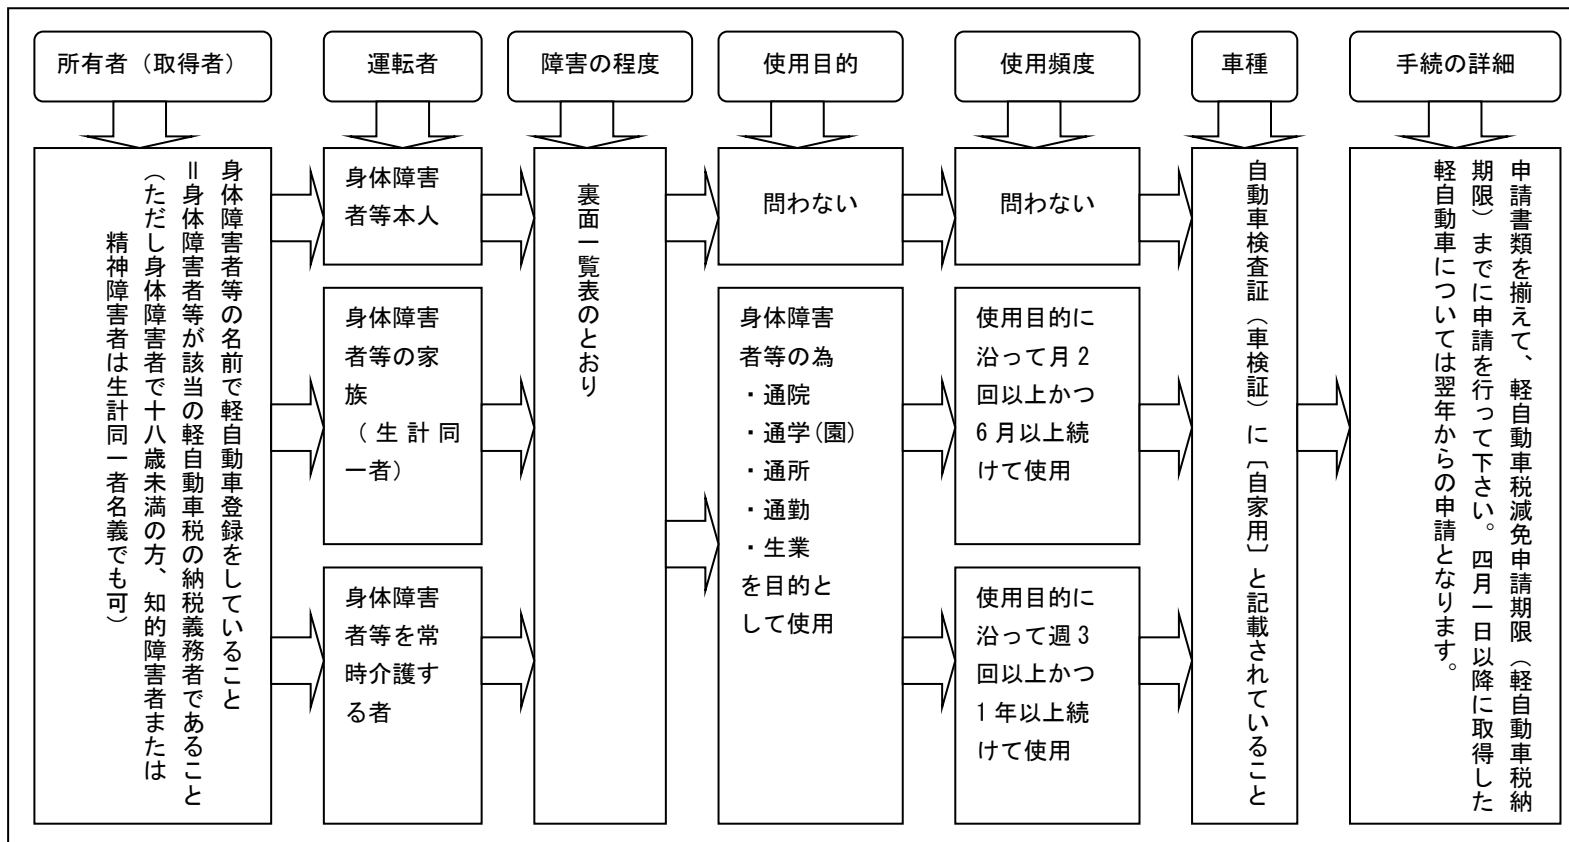 所有者（取得者）
運転者
障害の程度
使用目的
使用頻度
車種
手続の詳細
身体障害者等の名前で軽自動車登録をしていること
＝身体障害者等が該当の軽自動車税の納税義務者であること
（ただし身体障害者で十八歳未満の方、知的障害者または
精神障害者は生計同一者名義でも可）
身体障害
者等本人
身体障害
者等の家
族
（生計同
一者）
身体障害
者等を常
時介護す
る者
裏面一覧表のとおり
問わない
身体障害
者等の為
・通院
・通学(園)
・通所
・通勤
・生業
を目的と
して使用
問わない
使用目的に
沿って月2
回以上かつ
6月以上続
けて使用
使用目的に
沿って週3
回以上かつ
1年以上続
けて使用
自動車検査証（車検証）に〔自家用〕と記載されていること
申請書類を揃えて、軽自動車税減免申請期限（軽自動車税納
期限）までに申請を行って下さい。四月一日以降に取得した
軽自動車については翌年からの申請となります。